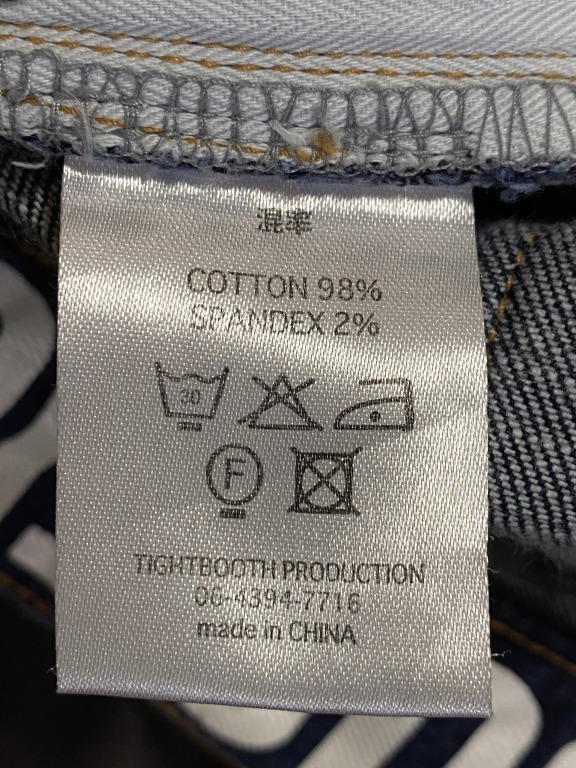 混率
COTTON 98%
SPANDEX 2%
30
F
TIGHTBOOTH PRODUCTION
06-4394-7716
made in CHINA